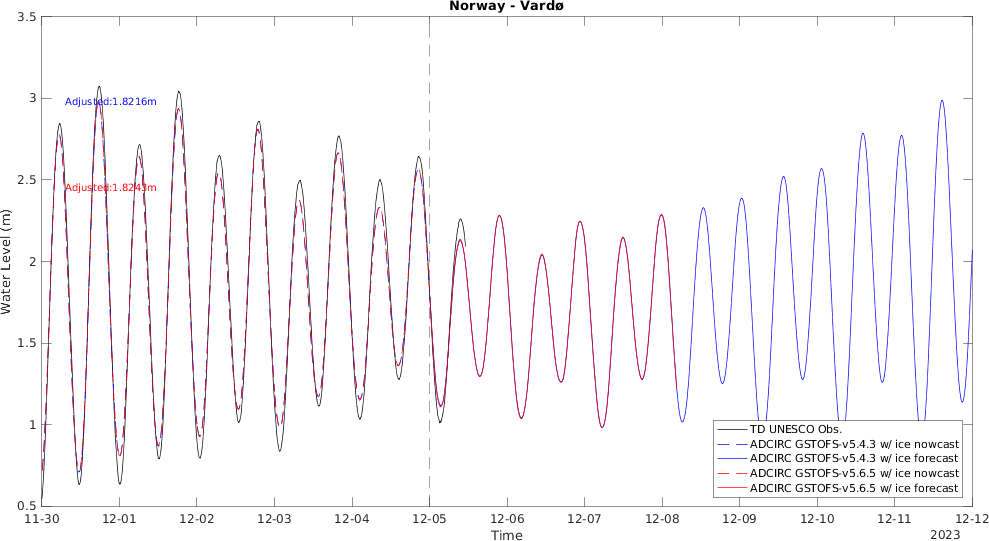 Norway - Vardø
3.5
3
2.5
2
1.5
1
0.5
Water Level (m)
Adjusted:1.8216m
Adjusted:1.8243m
TD UNESCO Obs.
ADCIRC GSTOFS-v5.4.3 w/ ice nowcast
ADCIRC GSTOFS-v5.4.3 w/ ice forecast
ADCIRC GSTOFS-v5.6.5 w/ ice nowcast
ADCIRC GSTOFS-v5.6.5 w/ ice forecast
11-30 12-01 12-02 12-03 12-04 12-05 12-06 12-07 12-08 12-09 12-10 12-11 12-12
Time
2023